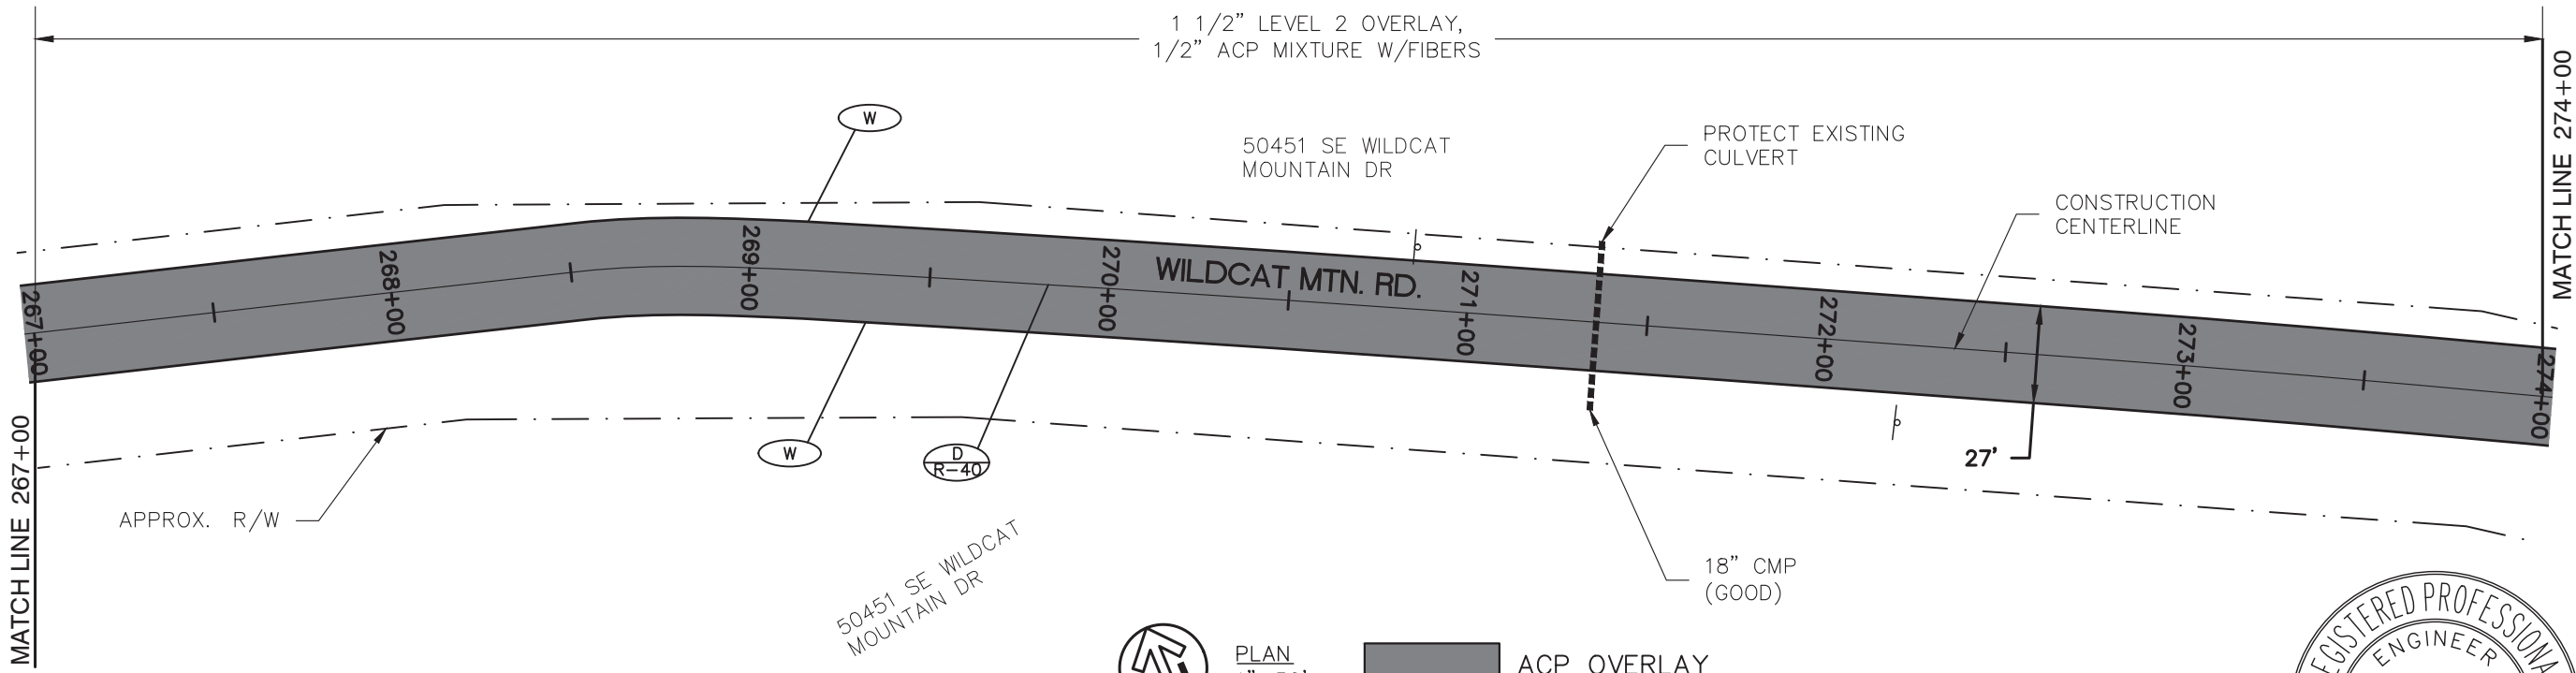 1 1/2” LEVEL 2 OVERLAY,
1/2” ACP MIXTURE W/FIBERS
MATCH LINE 274+00
W
50451 SE WILDCAT
MOUNTAIN DR
PROTECT EXISTING
CULVERT
CONSTRUCTION
CENTERLINE
267+00
268+00
269+00
270+00
WILDCAT MTN. RD.
271+00
272+00
273+00
274+00
MATCH LINE 267+00
W
D
R-40
27’
APPROX. R/W
50451 SE WILDCAT
MOUNTAIN DR
18” CMP
(GOOD)
PLAN
ACP OVERLAY
REGISTERED PROFESSIONAL
ENGINEER